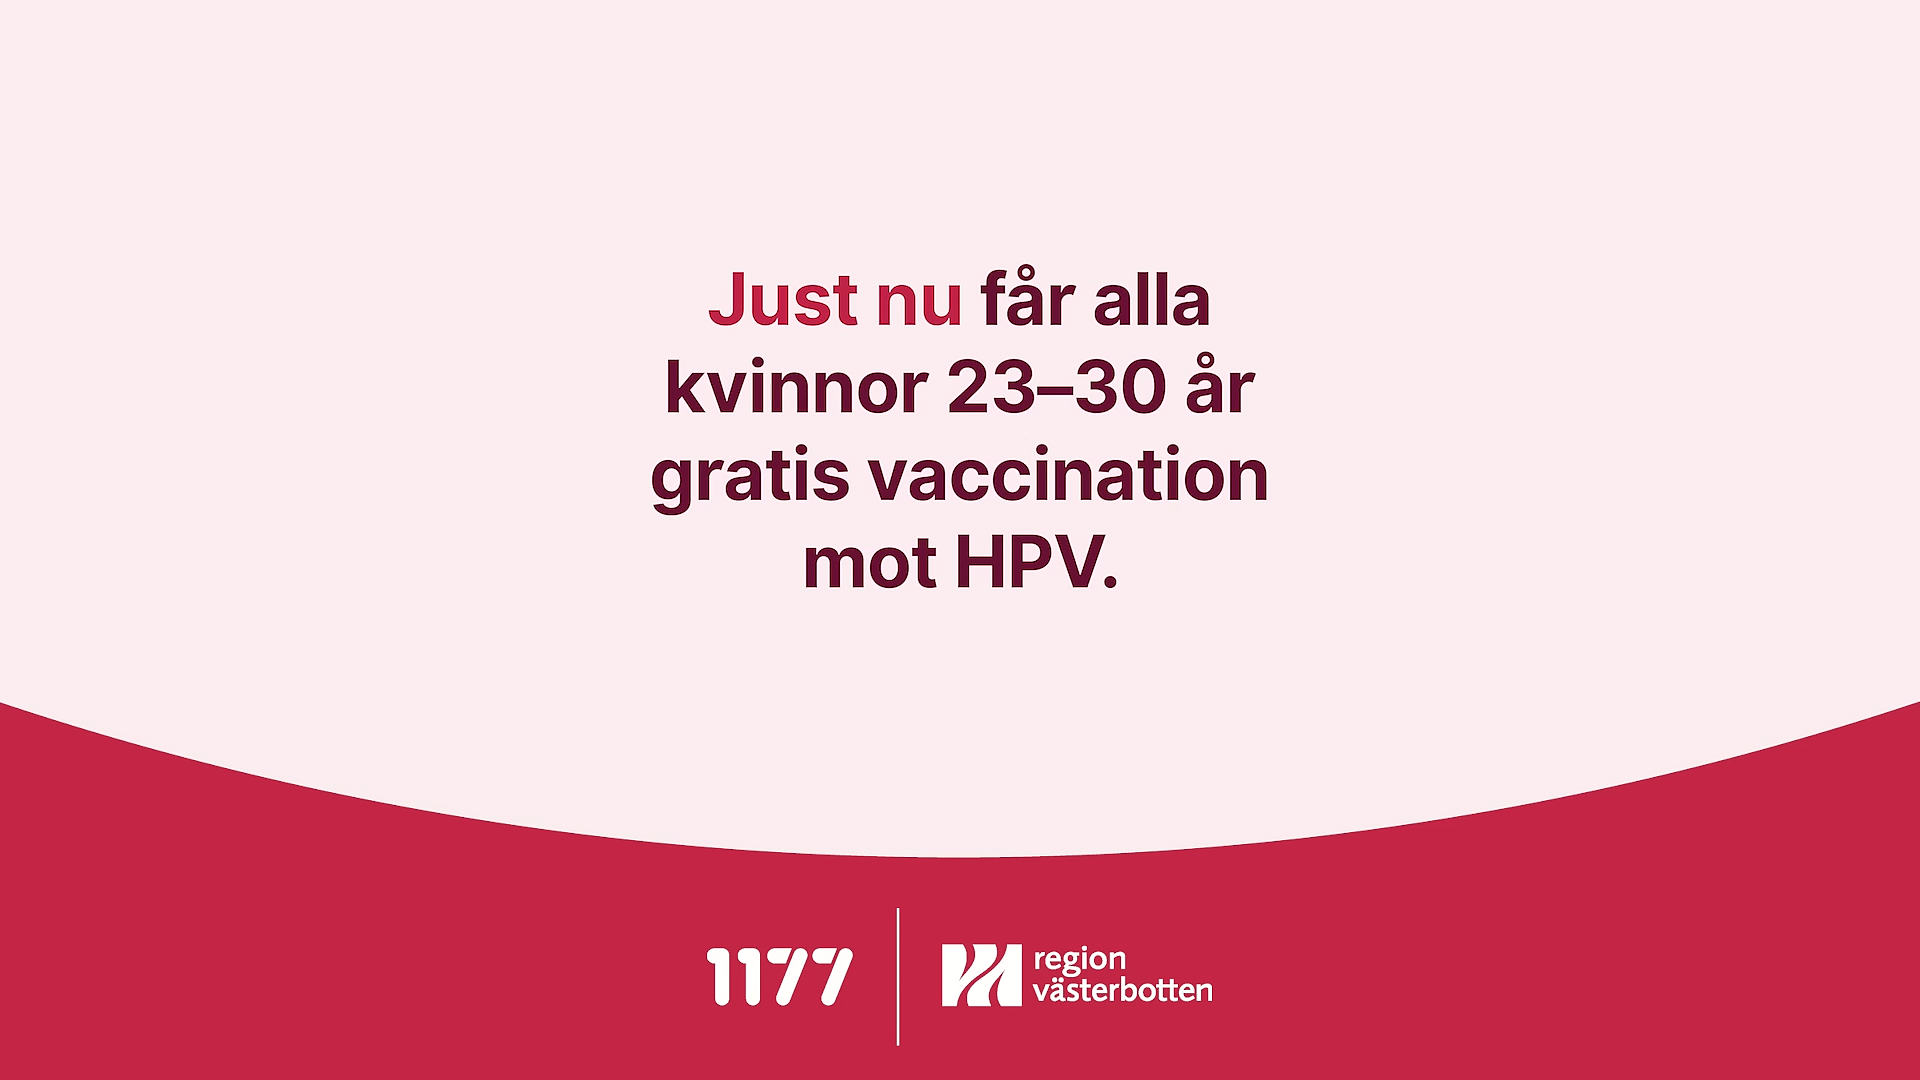 Just nu får alla
kvinnor 23–30 år
gratis vaccination
mot HPV.
1177
region
västerbotten